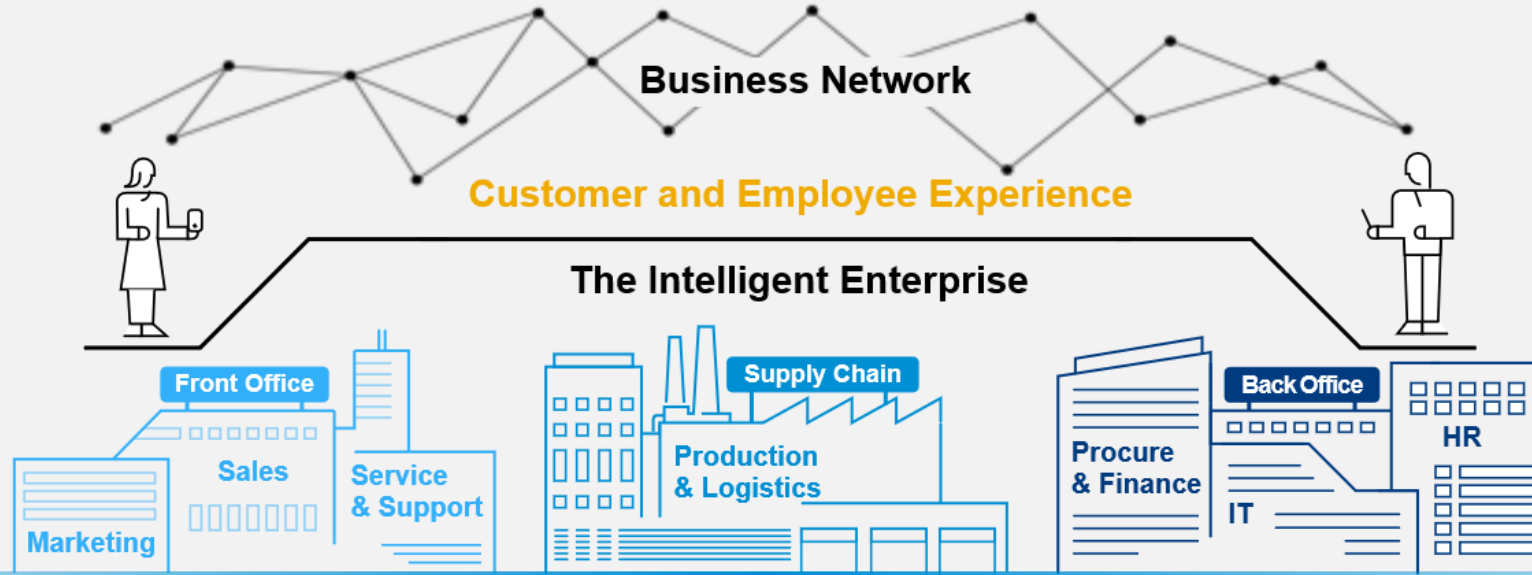 Business Network
Customer and Employee Experience
The Intelligent Enterprise
Front Office
Marketing
Sales
Service
& Support
Supply Chain
Production
& Logistics
Back Office
Procure
& Finance
IT
HR